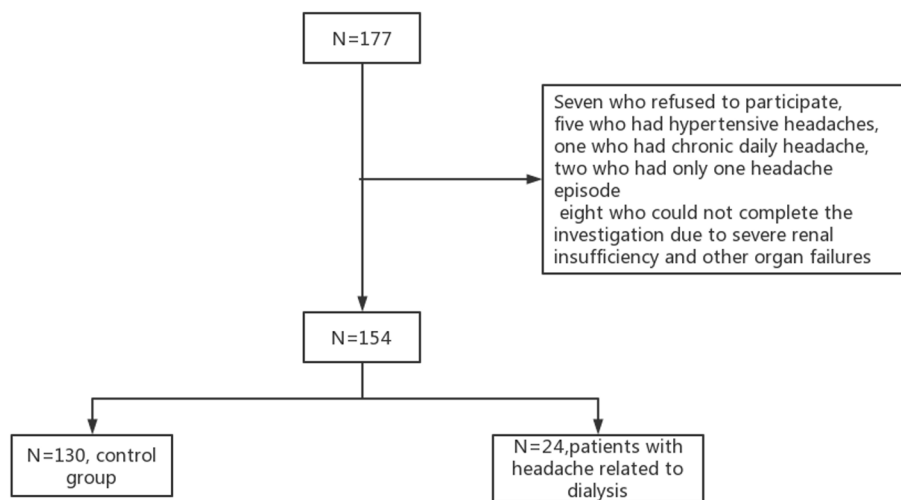 N=177
Seven who refused to participate,
five who had hypertensive headaches,
one who had chronic daily headache,
two who had only one headache
episode
eight who could not complete the
investigation due to severe renal
insufficiency and other organ failures
N=154
N=130, control
group
N=24,patients with
headache related to
dialysis